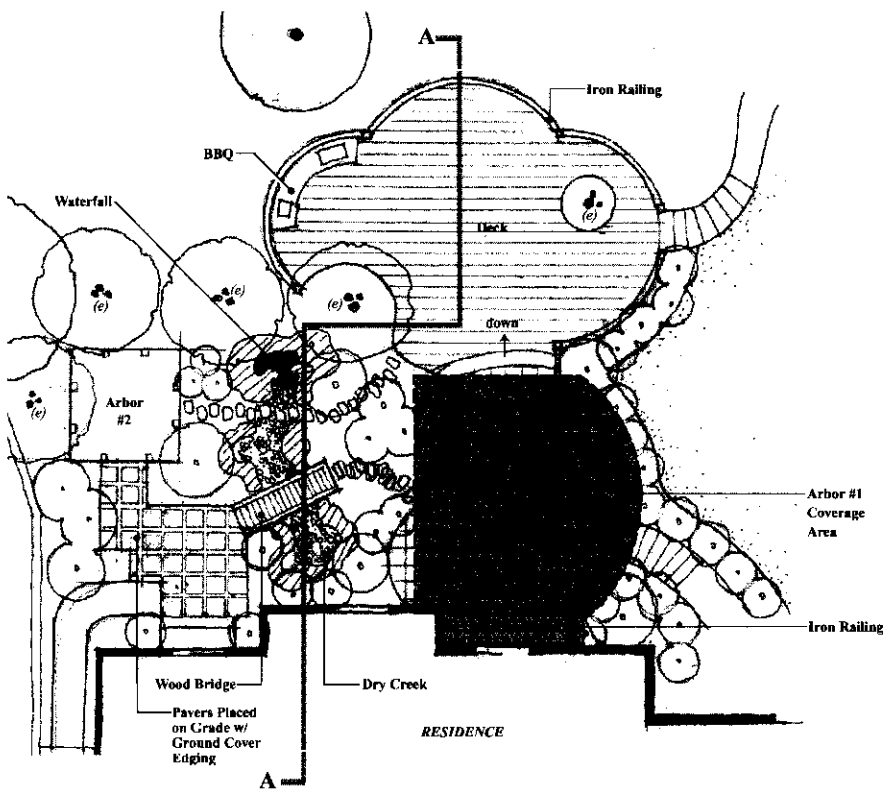 A
Iron Railing
BBQ
Waterfall
(e)
Deck
(e)
(e)
(e)
down
(e)
Arbor
#2
Arbor #1
Coverage
Area
Iron Railing
Wood Bridge
Dry Creek
Pavers Placed
on Grade w/
Ground Cover
Edging
RESIDENCE
A